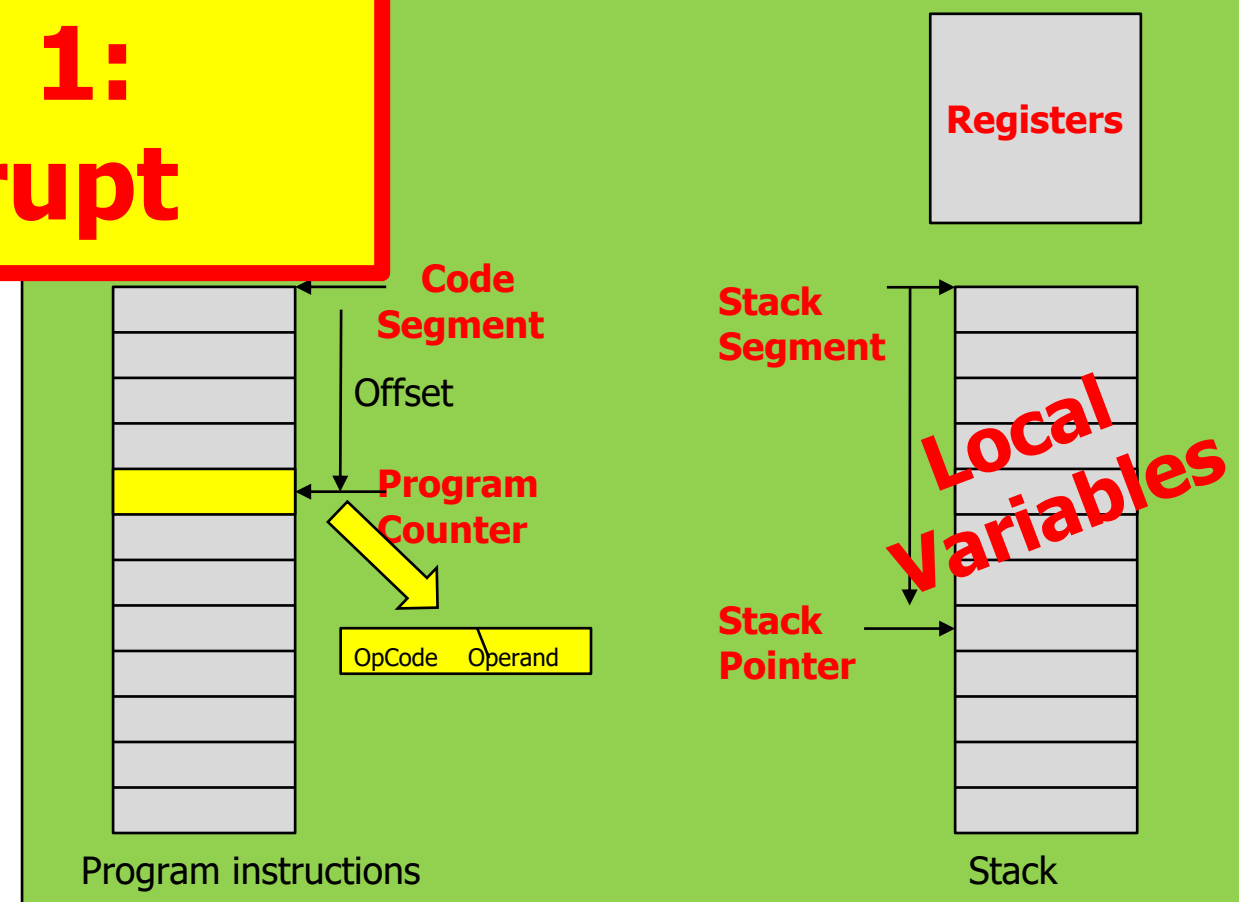 1:
rupt
Registers
Code
Segment
Offset
Program
Counter
OpCode Operand
Program instructions
Stack
Segment
Local
Variables
Stack
Pointer
Stack